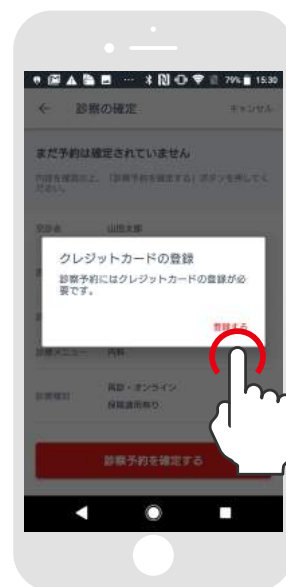 79% 15:30
診察の確定 キャンセル
まだ予約は確定されていません
内容を確認の上、「診察予約を確定する」ボタンを押してく
ださい。
山田太郎
クレジットカードの登録
診察予約にはクレジットカードの登録が必
要です。
登録する
診療メニュー 内科
診察種別 再診・オンライン
保険適用有り
診察予約を確定する